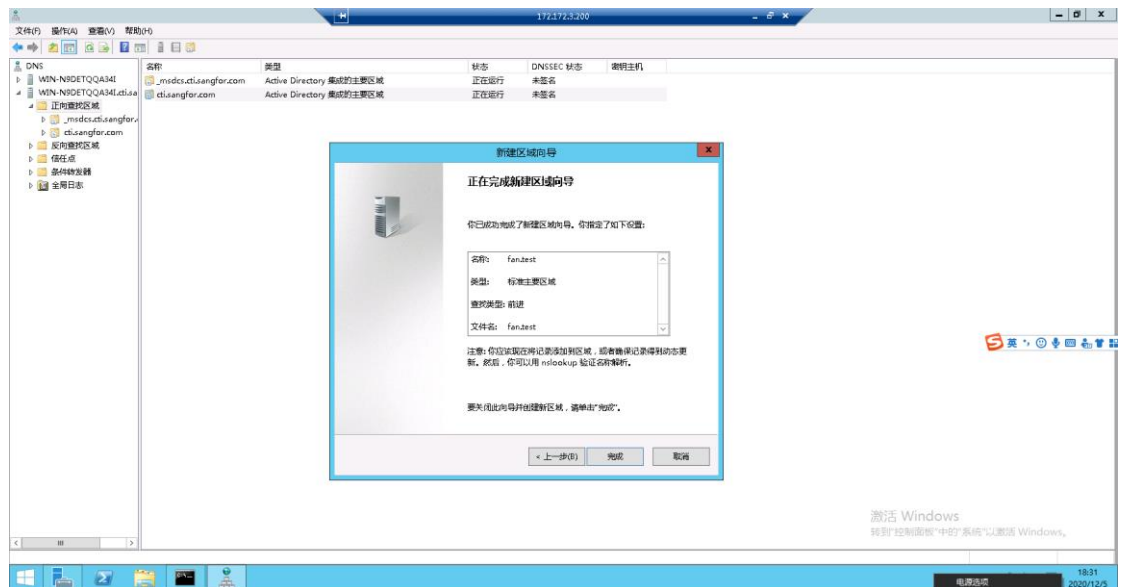 172.172.3.200
文件(F) 操作(A) 查看(V) 帮助(H)
DNS
WIN-N9DETQQA34I
WIN-N9DETQQA34I.cti.sa
正向查找区域
_msdcs.cti.sangfor.
cti.sangfor.com
反向查找区域
信任点
条件转发器
全局日志
名称 类型 状态 DNSSEC 状态 密钥主机
_msdcs.cti.sangfor.com Active Directory 集成的主要区域 正在运行 未签名
cti.sangfor.com Active Directory 集成的主要区域 正在运行 未签名
新建区域向导
正在完成新建区域向导
你已成功完成了新建区域向导。你指定了如下设置:
名称: fan.test
类型: 标准主要区域
查找类型: 前进
文件名: fan.test
注意: 你应该现在将记录添加到区域，或者确保记录得到动态更
新。然后，你可以用 nslookup 验证名称解析。
要关闭此向导并创建新区域，请单击“完成”。
< 上一步(B) 完成 取消
英
激活 Windows
转到“控制面板”中的“系统”以激活 Windows。
电源选项
18:31
2020/12/5